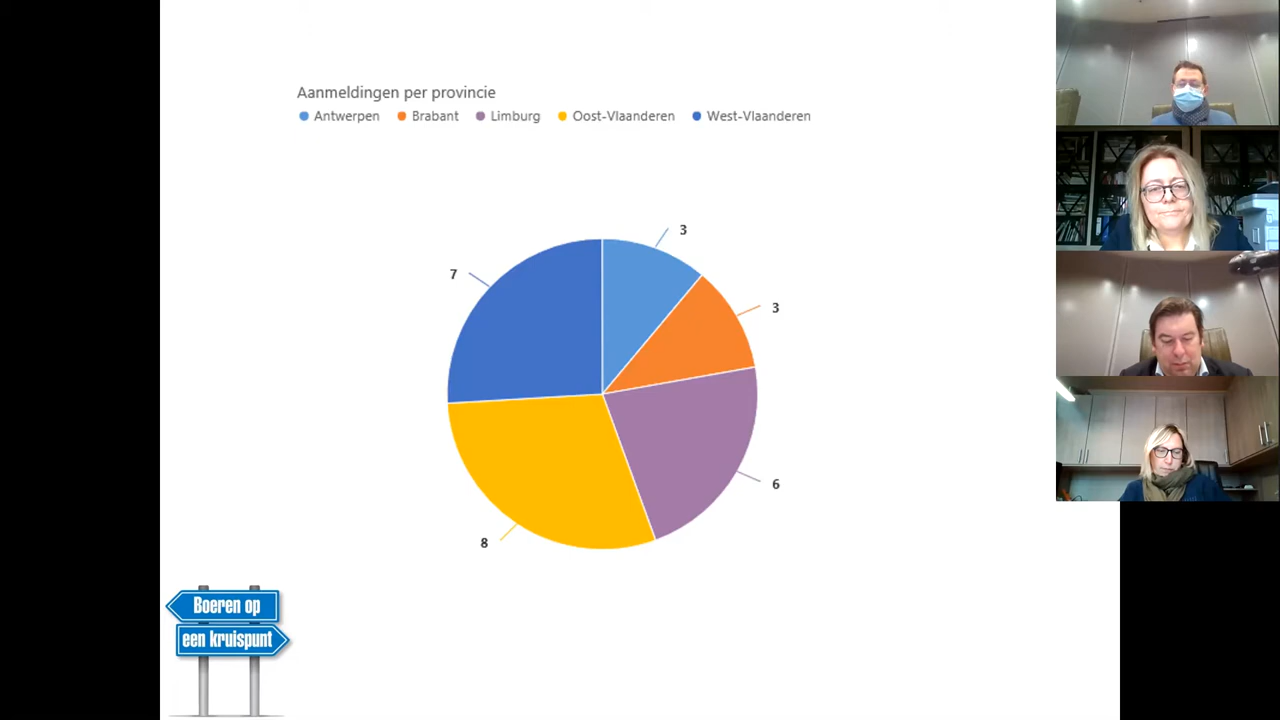 Aanmeldingen per provincie
Antwerpen Brabant Limburg Oost-Vlaanderen West-Vlaanderen
3
7
3
6
8
Boeren op
een kruispunt